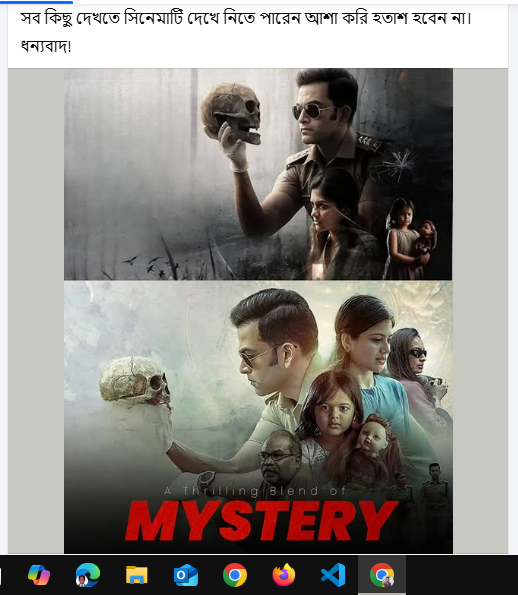 সব কিছু দেখতে সিনেমাটি দেখে নিতে পারেন আশা করি হতাশ হবেন না।
ধন্যবাদ!
A Thrilling Blend of
MYSTERY